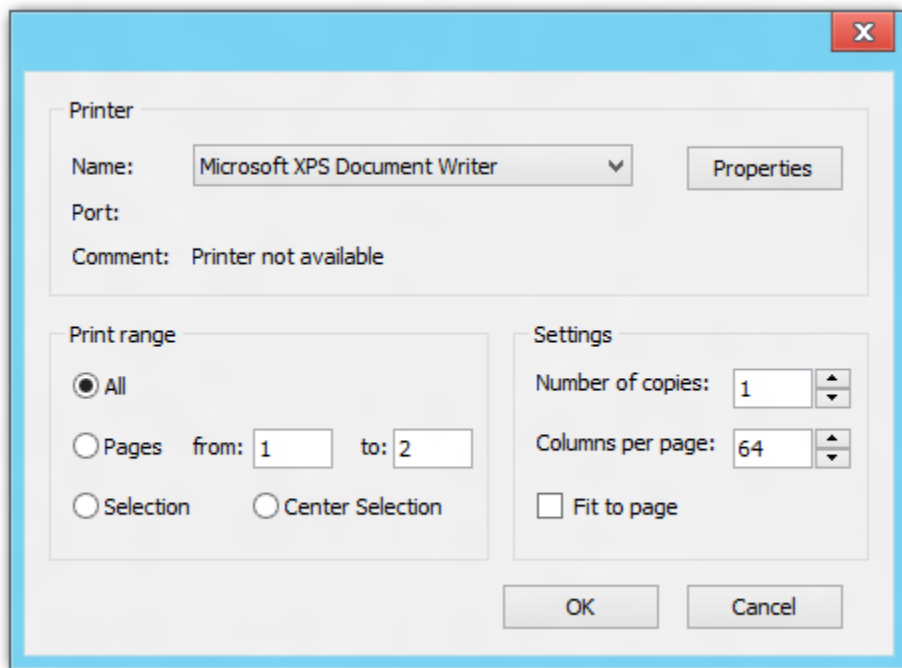 Printer
Name: Microsoft XPS Document Writer Properties
Port:
Comment: Printer not available
Print range
All
Pages from: 1 to: 2
Selection Center Selection
Settings
Number of copies: 1
Columns per page: 64
Fit to page
OK Cancel